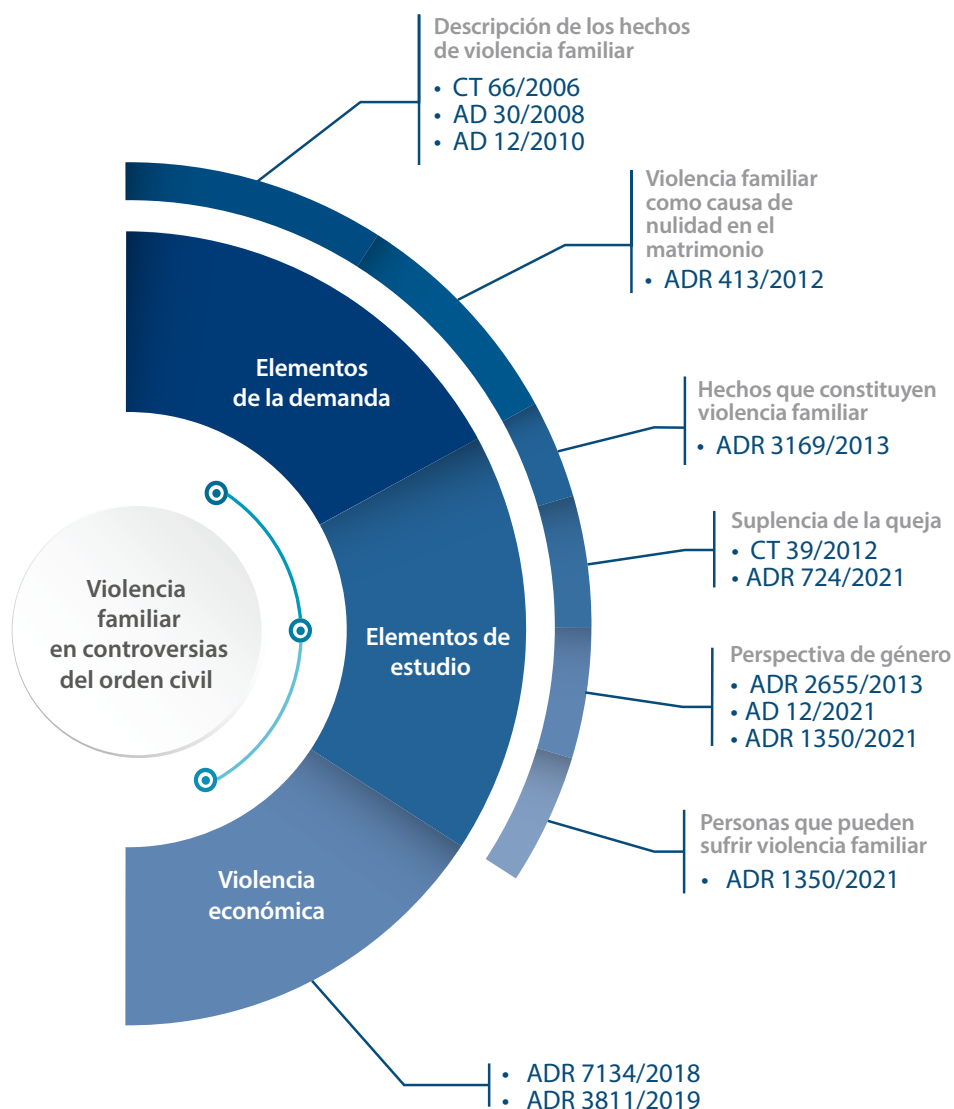 Descripción de los hechos
de violencia familiar
• CT 66/2006
• AD 30/2008
• AD 12/2010
Violencia familiar
como causa de
nulidad en el
matrimonio
• ADR 413/2012
Elementos
de la demanda
Hechos que constituyen
violencia familiar
• ADR 3169/2013
Suplencia de la queja
• CT 39/2012
• ADR 724/2021
Violencia
familiar
en controversias
del orden civil
Elementos de
estudio
Perspectiva de género
• ADR 2655/2013
• AD 12/2021
• ADR 1350/2021
Personas que pueden
sufrir violencia familiar
• ADR 1350/2021
Violencia
económica
• ADR 7134/2018
• ADR 3811/2019